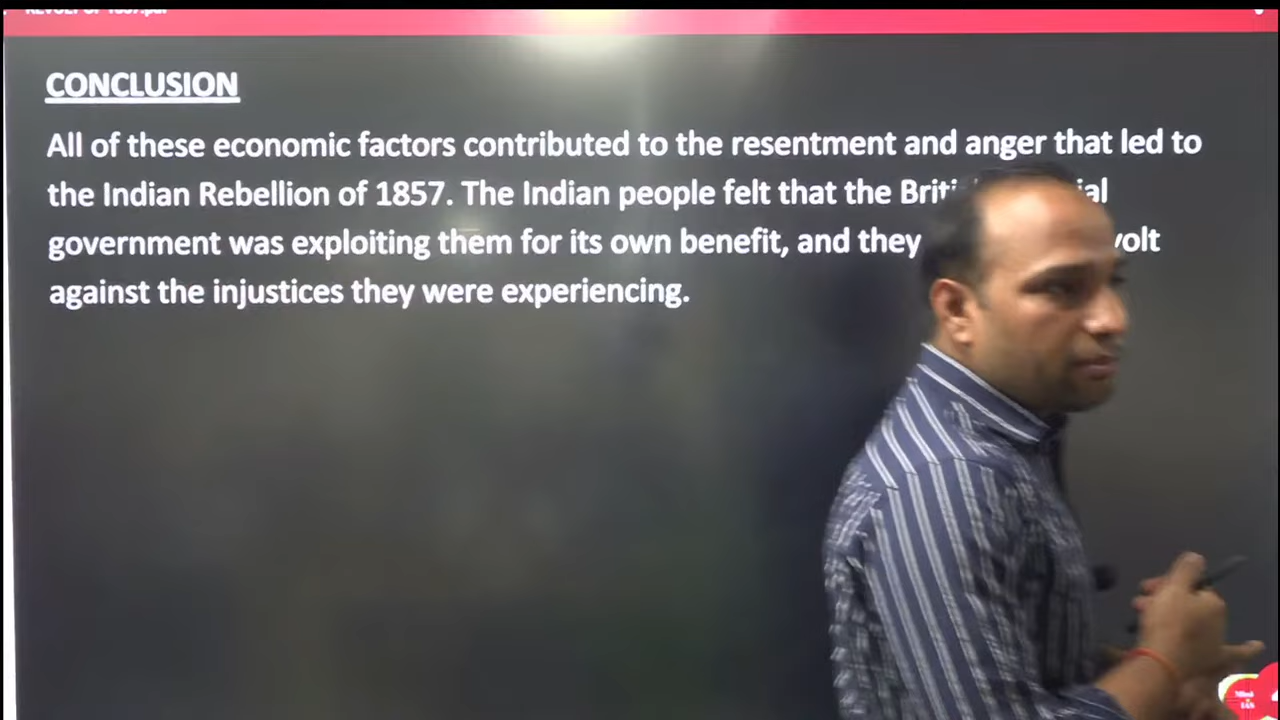 CONCLUSION
All of these economic factors contributed to the resentment and anger that led to
the Indian Rebellion of 1857. The Indian people felt that the
government was exploiting them for its own benefit, and they
against the injustices they were experiencing.